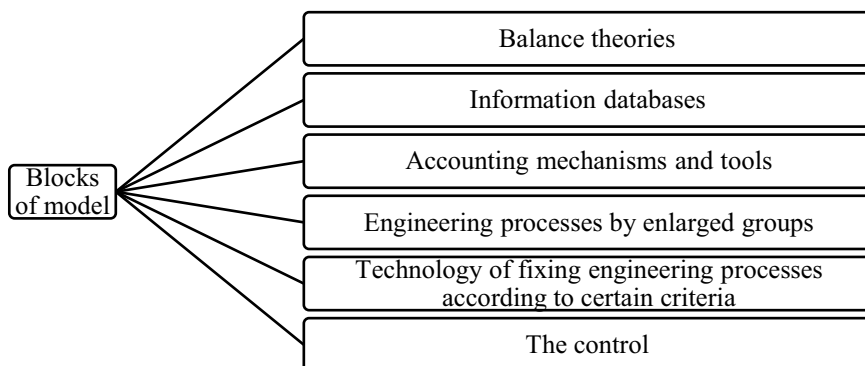 Balance theories
Information databases
Accounting mechanisms and tools
Blocks
of model
Engineering processes by enlarged groups
Technology of fixing engineering processes
according to certain criteria
The control